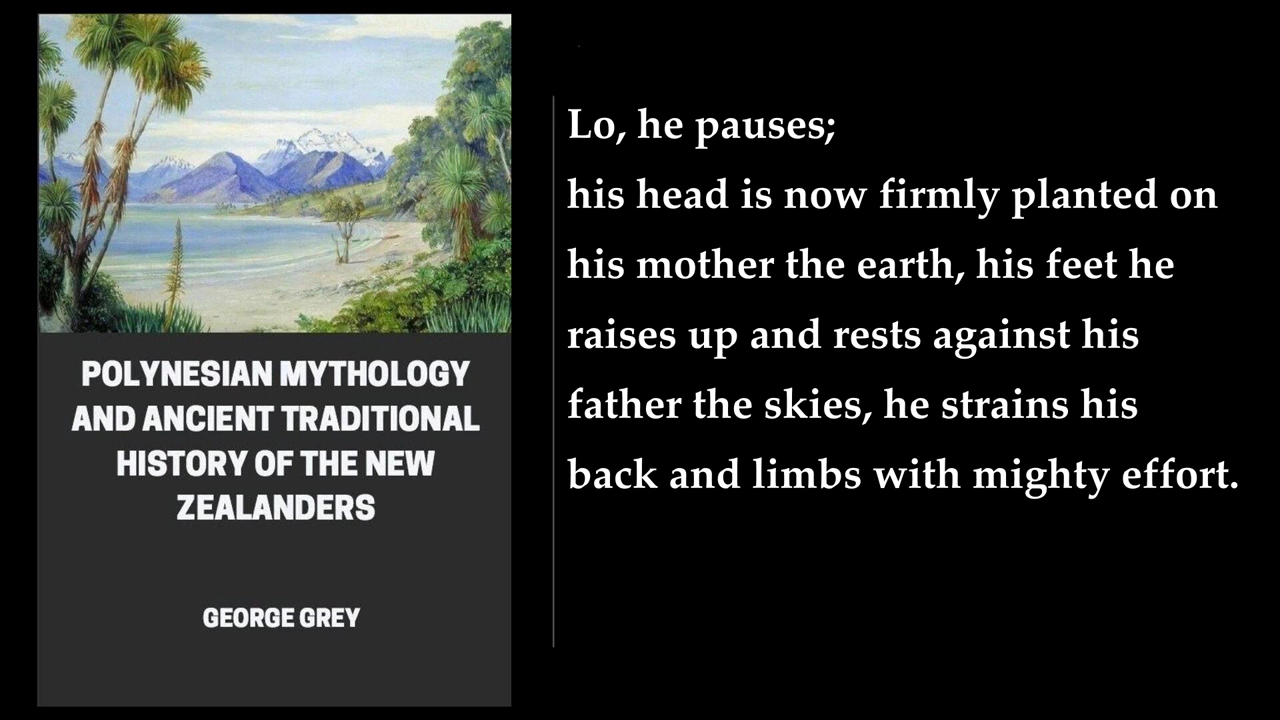 POLYNESIAN MYTHOLOGY
AND ANCIENT TRADITIONAL
HISTORY OF THE NEW
ZEALANDERS
GEORGE GREY
Lo, he pauses;
his head is now firmly planted on
his mother the earth, his feet he
raises up and rests against his
father the skies, he strains his
back and limbs with mighty effort.